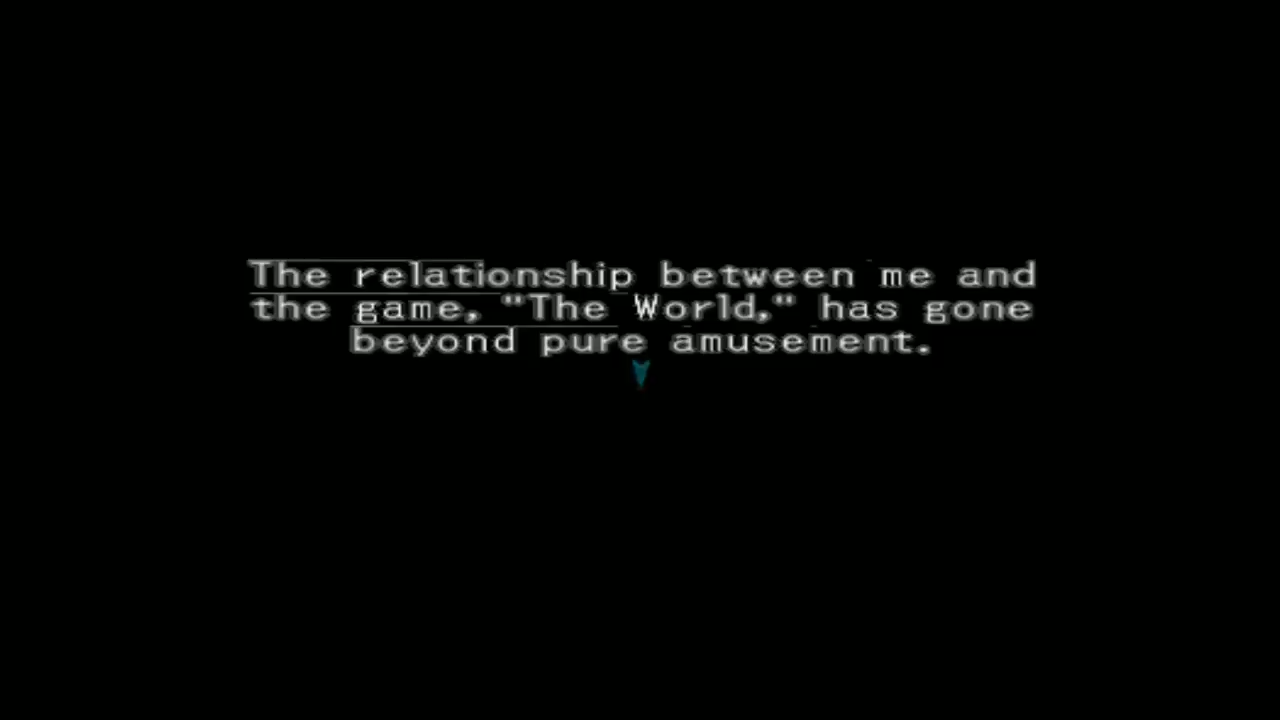 The relationship between me and
the game, "The World," has gone
beyond pure amusement.